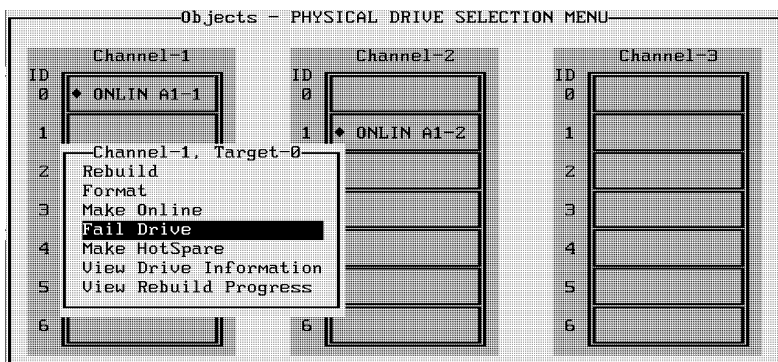 Objects - PHYSICAL DRIVE SELECTION MENU
Channel-1 Channel-2 Channel-3
ID ID ID
0 ♦ ONLIN A1-1 0 0
1 1 ♦ ONLIN A1-2 1
Channel-1, Target-0
2 Rebuild 2
Format
3 Make Online 3
Fail Drive
4 Make HotSpare 4
View Drive Information
5 View Rebuild Progress 5
6 6 6